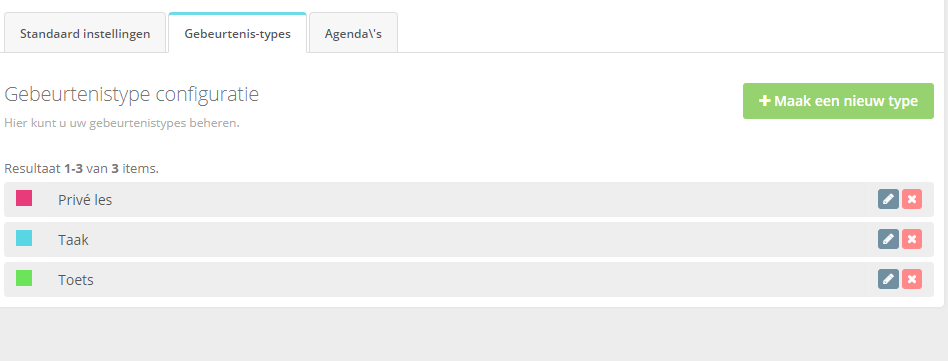 Standaard instellingen
Gebeurtenis-types
Agenda\'s
Gebeurtenistype configuratie
Maak een nieuw type
Hier kunt u uw gebeurtenistypes beheren.
Resultaat 1-3 van 3 items.
Privé les
Taak
Toets